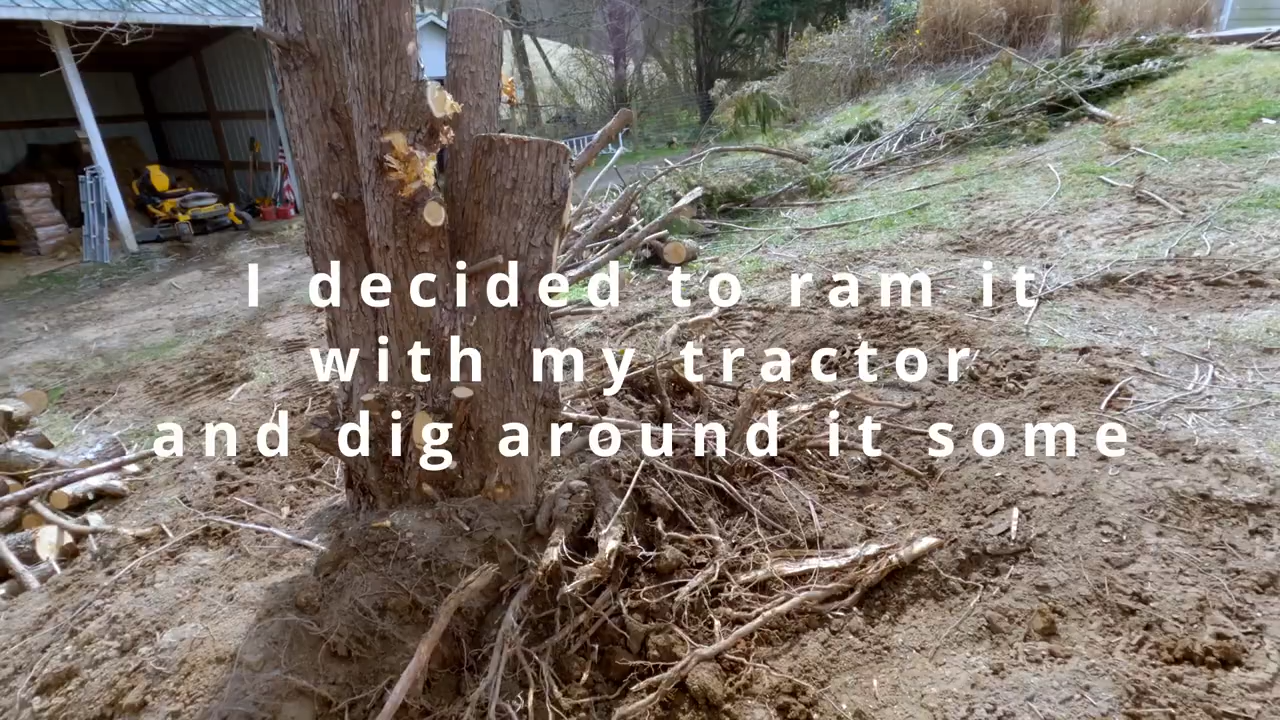 I decided to ram it
with my tractor
and dig around it some